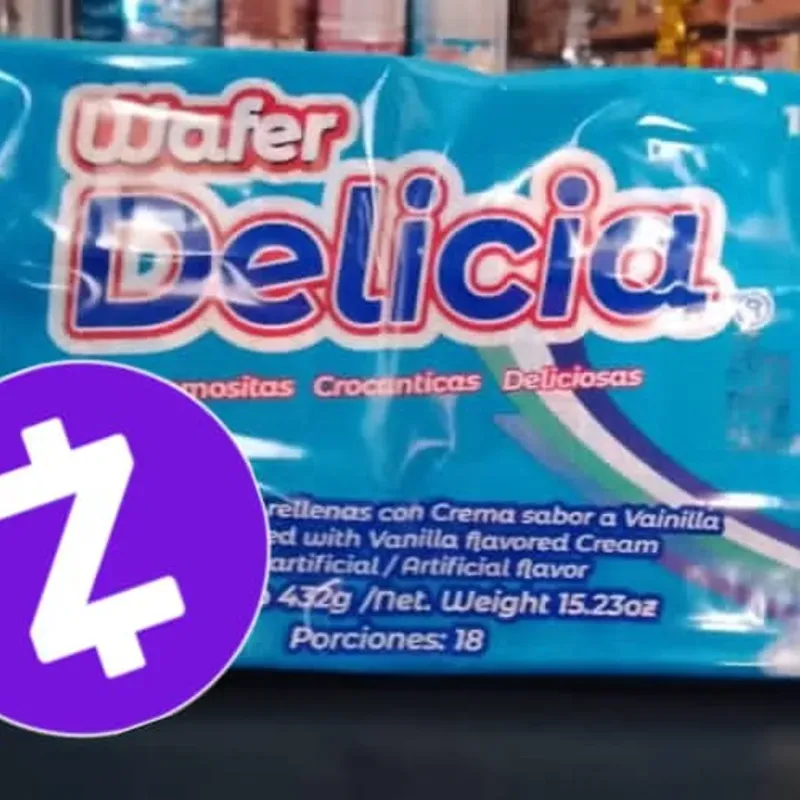 Wafer
Delicia
Crocanticas Deliciosas
rellenas con Crema sabor a Vainilla
with Vanilla flavored Cream
artificial / Artificial flavor
432g /Net. Weight 15.23oz
Porciones: 18